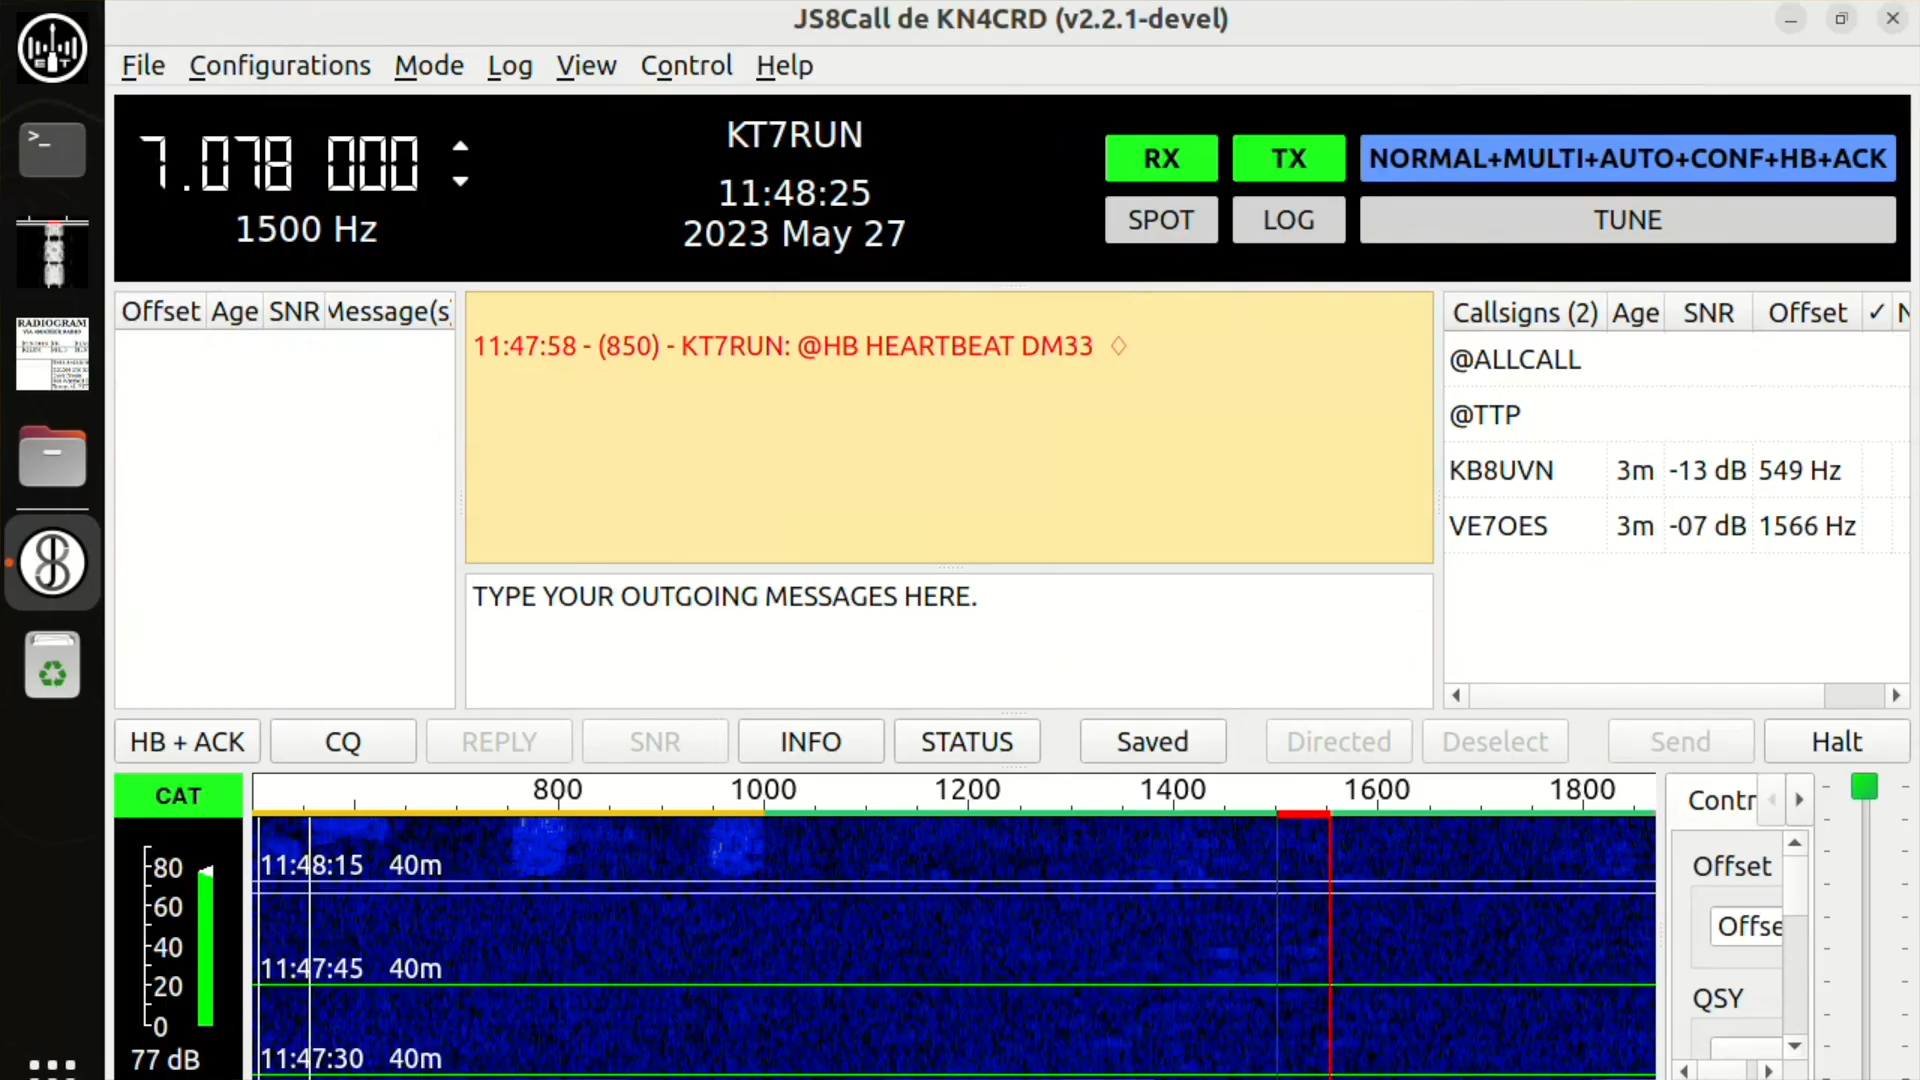 JS8Call de KN4CRD (v2.2.1-devel)
File Configurations Mode Log View Control Help
7.078 000
1500 Hz
KT7RUN
11:48:25
2023 May 27
RX TX NORMAL+MULTI+AUTO+CONF+HB+ACK
SPOT LOG TUNE
Offset Age SNR Message(s
11:47:58 - (850) - KT7RUN: @HB HEARTBEAT DM33 ♢
TYPE YOUR OUTGOING MESSAGES HERE.
Callsigns (2) Age SNR Offset ✓ N
@ALLCALL
@TTP
KB8UVN 3m -13 dB 549 Hz
VE7OES 3m -07 dB 1566 Hz
HB + ACK CQ REPLY SNR INFO STATUS Saved Directed Deselect Send Halt
CAT
800 1000 1200 1400 1600 1800
80
60
40
20
0
77 dB
11:48:15 40m
11:47:45 40m
11:47:30 40m
Contr
Offset
Offse
QSY
RADIOGRAM